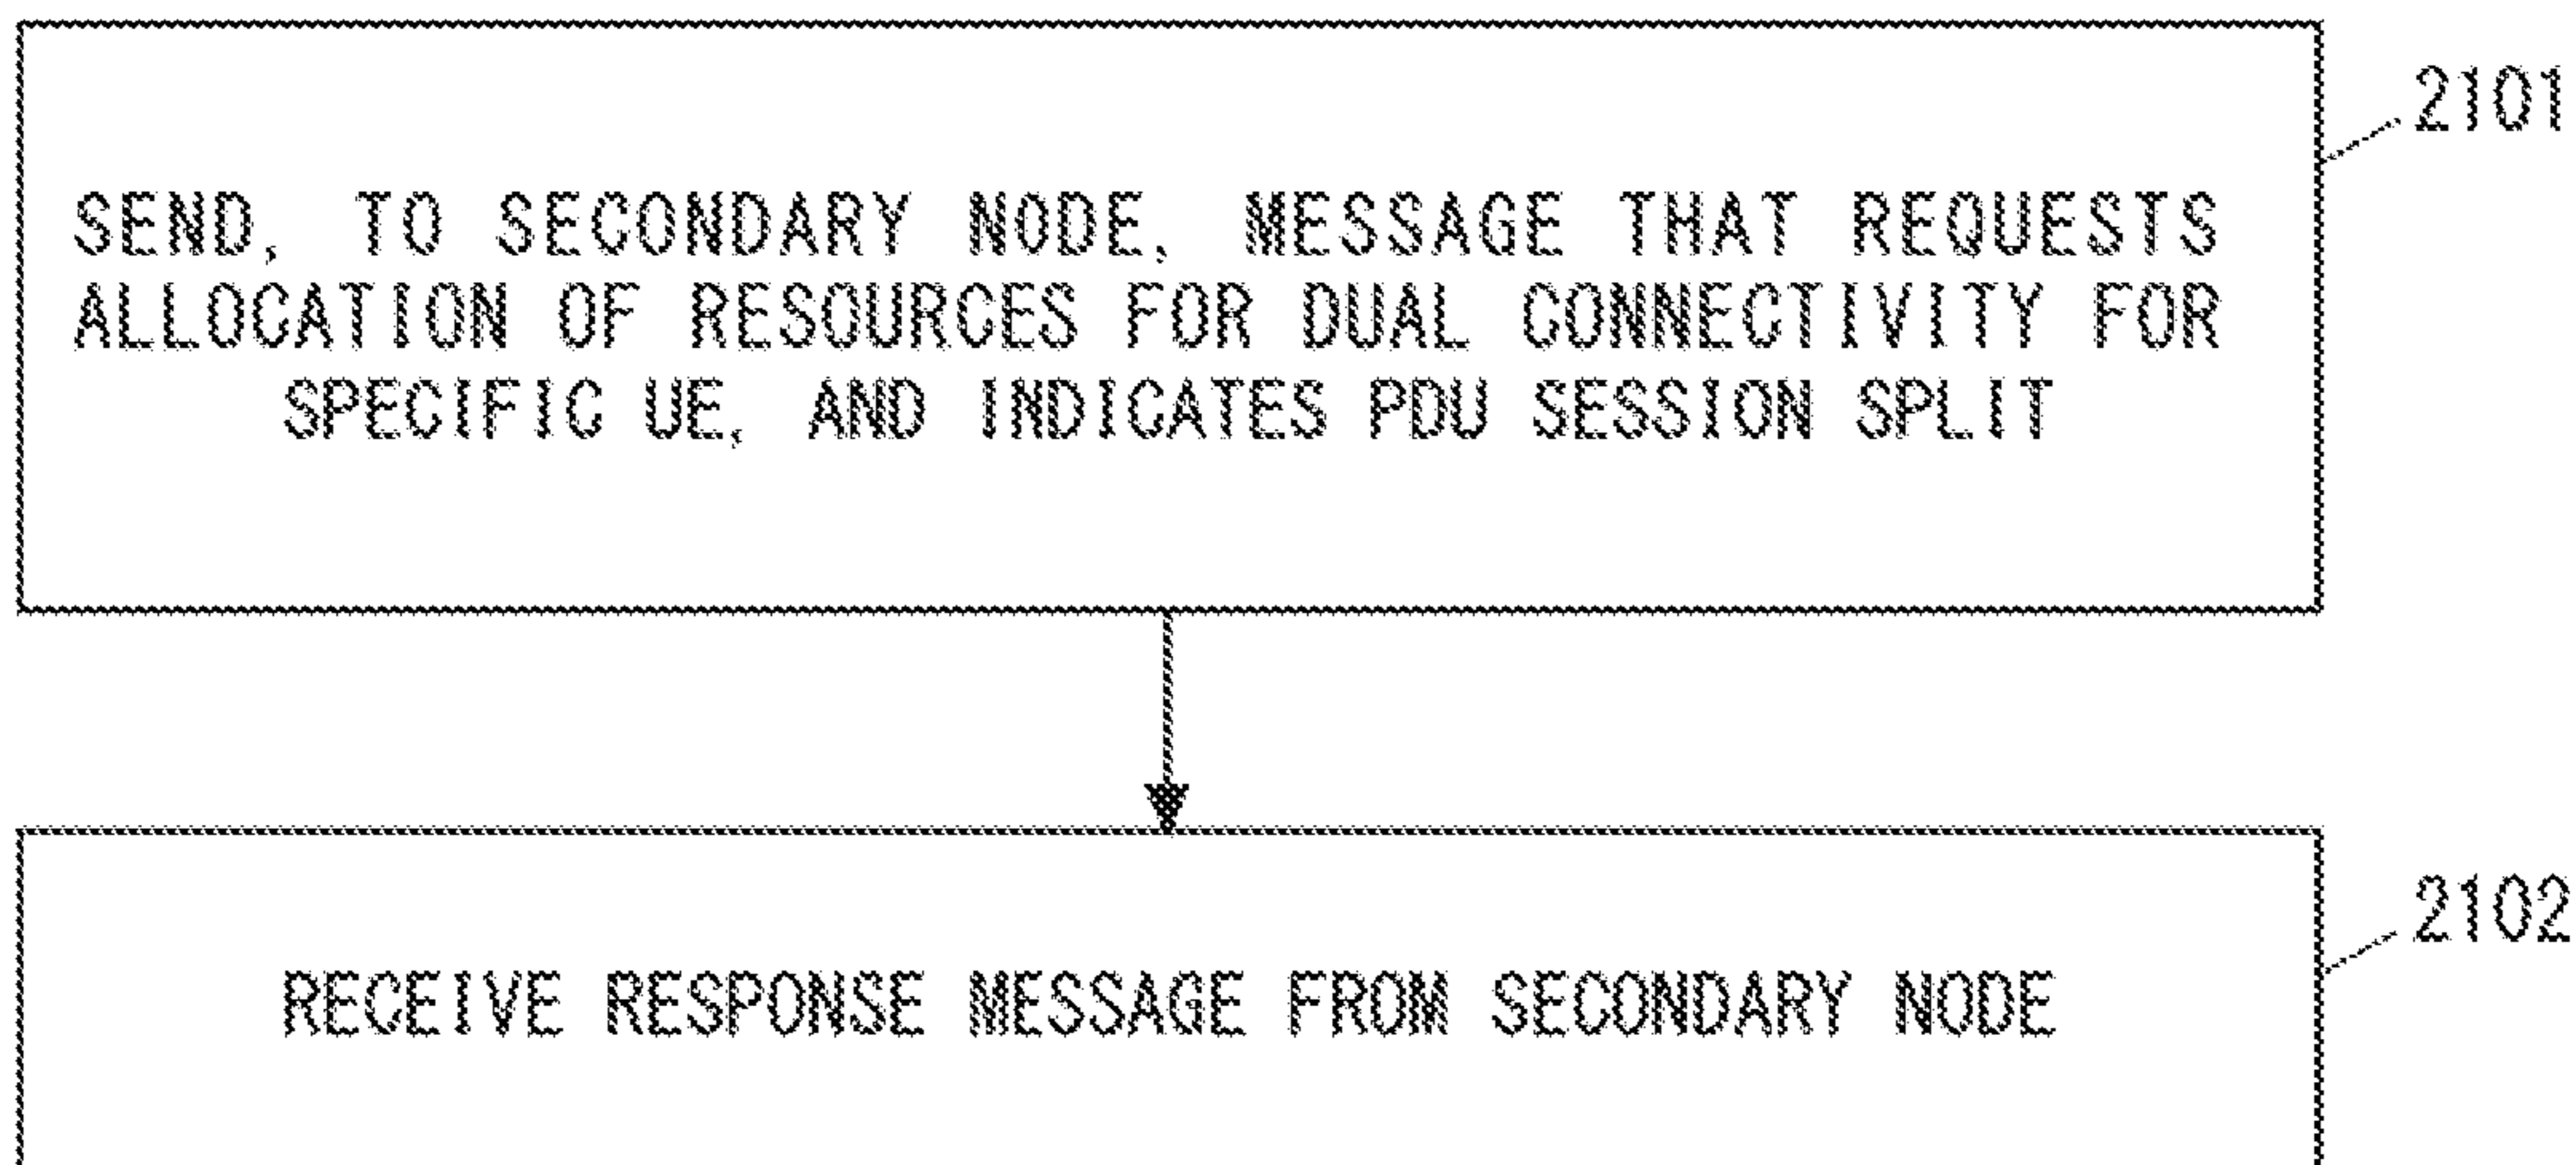 2101
SEND, TO SECONDARY NODE, MESSAGE THAT REQUESTS
ALLOCATION OF RESOURCES FOR DUAL CONNECTIVITY FOR
SPECIFIC UE, AND INDICATES PDU SESSION SPLIT
2102
RECEIVE RESPONSE MESSAGE FROM SECONDARY NODE